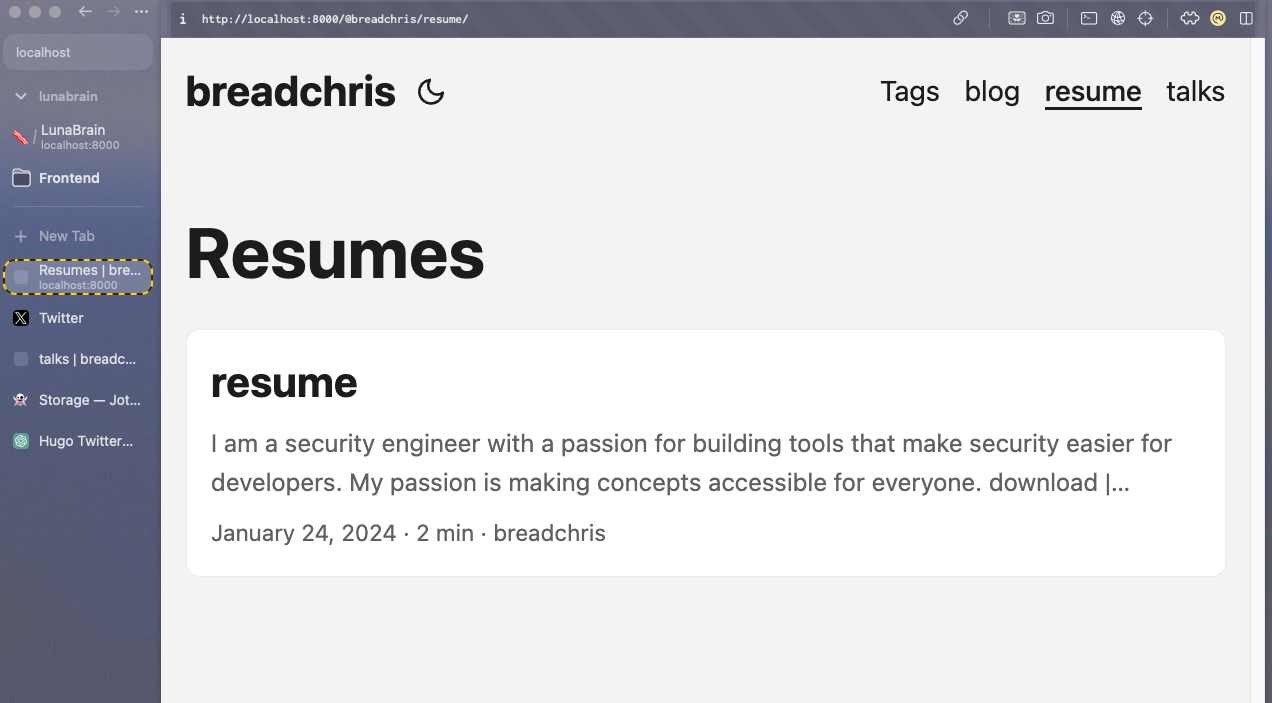 i http://localhost:8000/@breadchris/resume/
localhost
lunabrain
/ LunaBrain
localhost:8000
Frontend
New Tab
Resumes | bre...
localhost:8000
Twitter
talks | breadc...
Storage — Jot...
Hugo Twitter...
breadchris
Tags blog resume talks
Resumes
resume
I am a security engineer with a passion for building tools that make security easier for
developers. My passion is making concepts accessible for everyone. download |...
January 24, 2024 · 2 min · breadchris